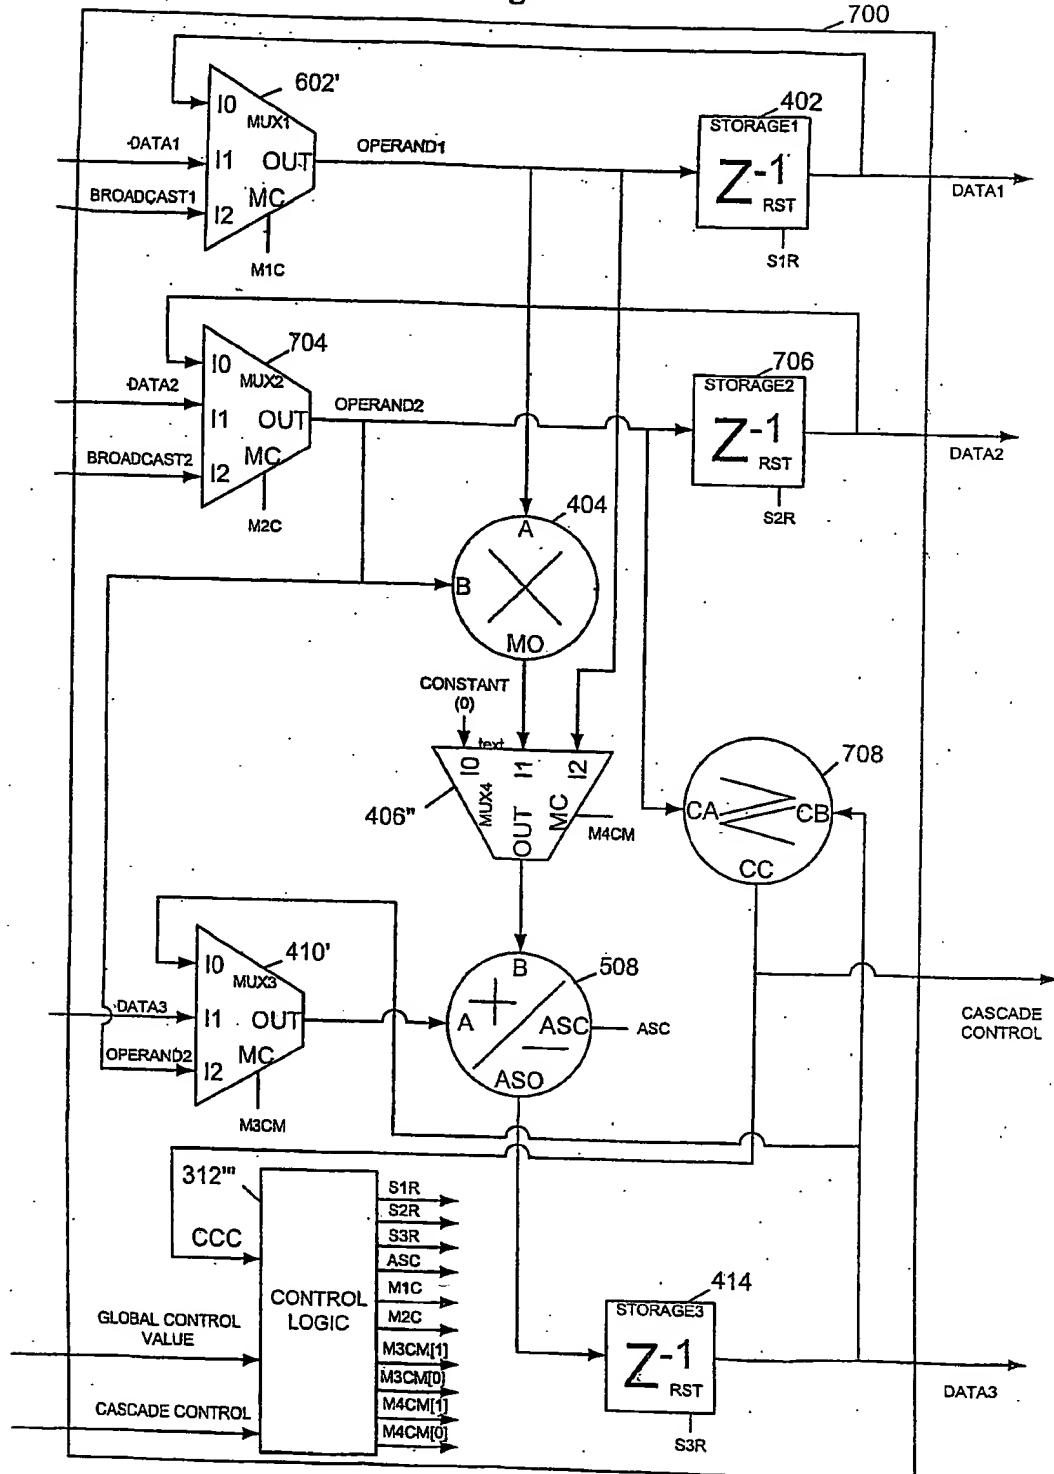 700
602'
I0
MUX1
DATA1
I1
OUT
OPERAND1
BROADCAST1
MC
I2
M1C
402
STORAGE1
Z-1
RST
S1R
DATA1
704
I0
MUX2
DATA2
I1
OUT
OPERAND2
BROADCAST2
MC
I2
M2C
706
STORAGE2
Z-1
RST
S2R
DATA2
404
A
B
MO
CONSTANT
(0)
text
I0
I1
I2
MUX4
OUT
MC
406"
M4CM
708
CA
CB
CC
410'
I0
MUX3
DATA3
I1
OUT
OPERAND2
MC
I2
M3CM
508
B
A
ASC
ASC
ASO
CASCADE
CONTROL
312'''
CCC
CONTROL
LOGIC
S1R
S2R
S3R
ASC
M1C
M2C
M3CM[1]
M3CM[0]
M4CM[1]
M4CM[0]
GLOBAL CONTROL
VALUE
CASCADE CONTROL
414
STORAGE3
Z-1
RST
S3R
DATA3